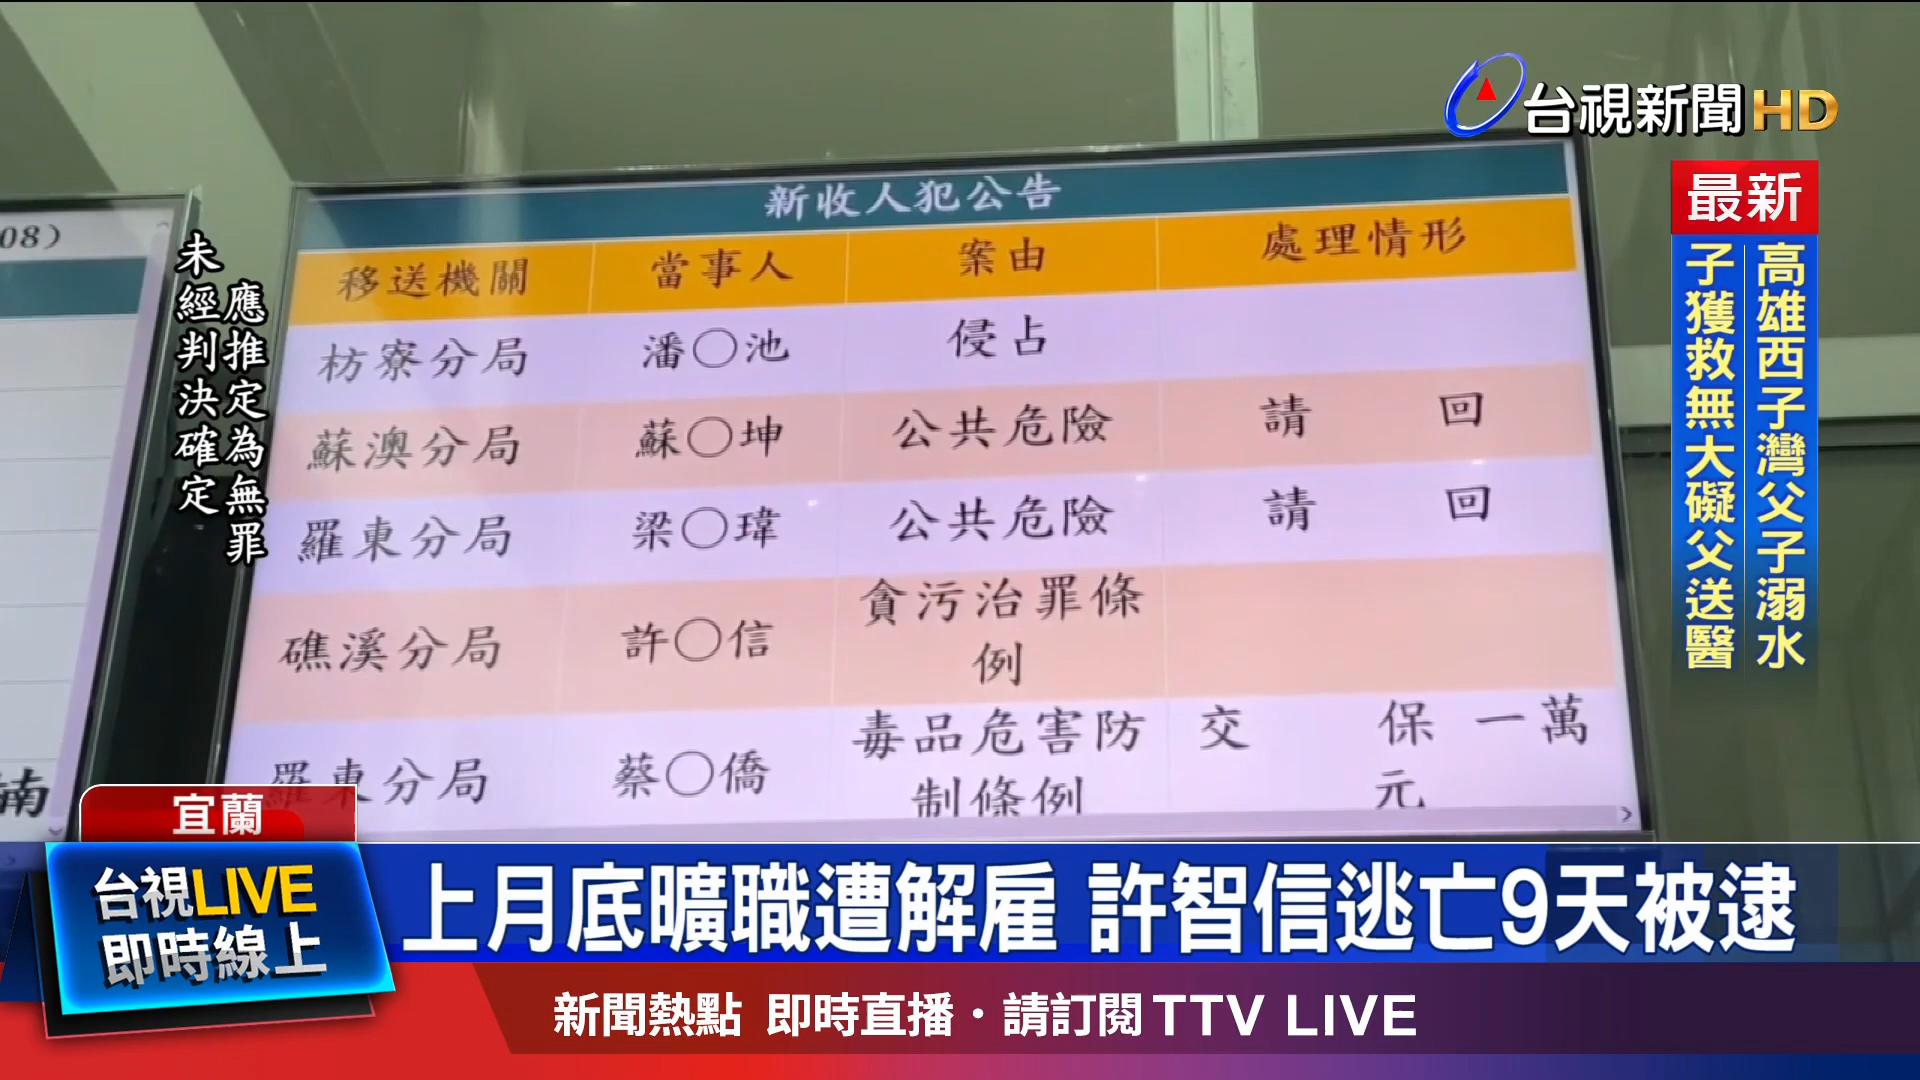 台視新聞HD
最新
高雄西子灣父子溺水
子獲救無大礙父送醫
未經判決確定
應推定為無罪
08）
新收人犯公告
移送機關 當事人 案由 處理情形
枋寮分局 潘〇池 侵占
蘇澳分局 蘇〇坤 公共危險 請 回
羅東分局 梁〇瑋 公共危險 請 回
礁溪分局 許〇信 貪污治罪條
例
羅東分局 蔡〇僑 毒品危害防 交 保 一萬
制條例 元
宜蘭
台視LIVE
即時線上
上月底曠職遭解雇 許智信逃亡9天被逮
新聞熱點 即時直播・請訂閱TTV LIVE